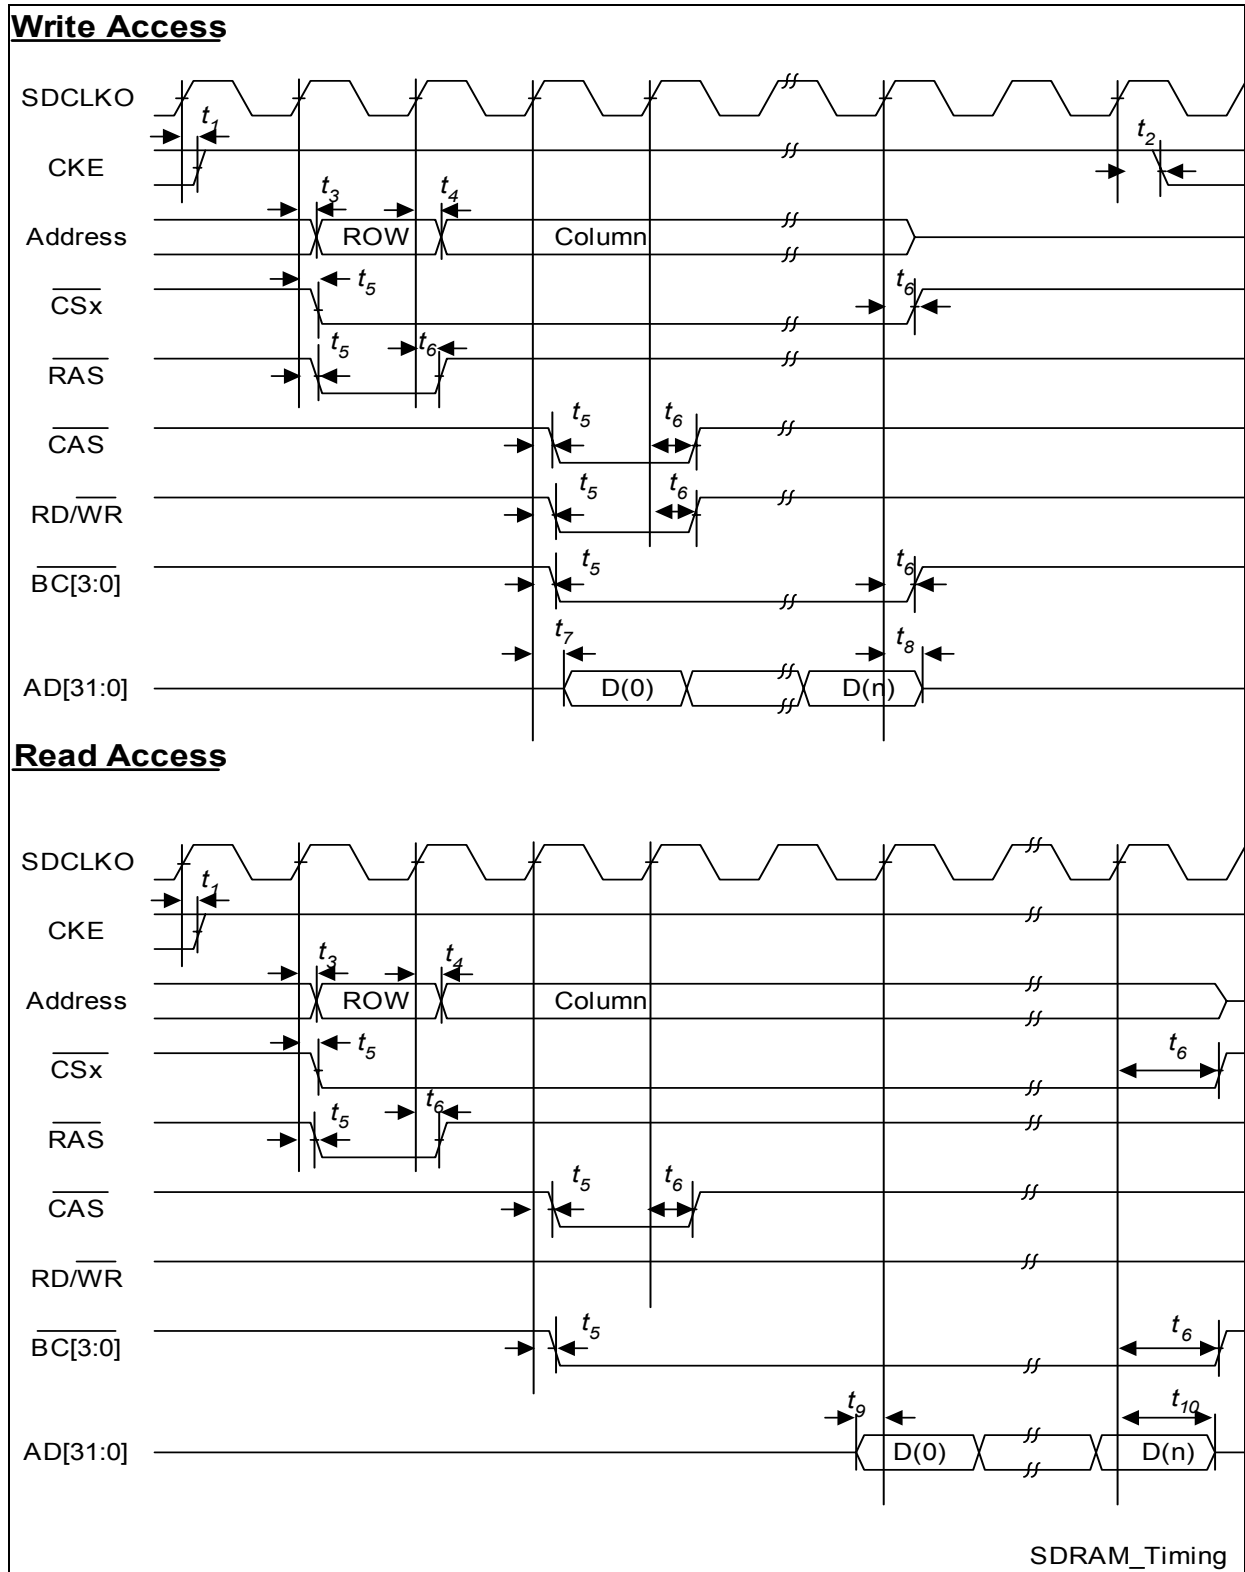 Write Access
SDCLKO
t1
t2
CKE
t3
t4
Address
ROW
Column
CSx
t5
t6
RAS
t5
t6
CAS
t5
t6
RD/WR
t5
t6
BC[3:0]
t5
t6
t7
t8
AD[31:0]
D(0)
D(n)
Read Access
SDCLKO
t1
CKE
t3
t4
Address
ROW
Column
CSx
t5
t6
RAS
t5
t6
CAS
t5
t6
RD/WR
BC[3:0]
t5
t6
t9
t10
AD[31:0]
D(0)
D(n)
SDRAM_Timing